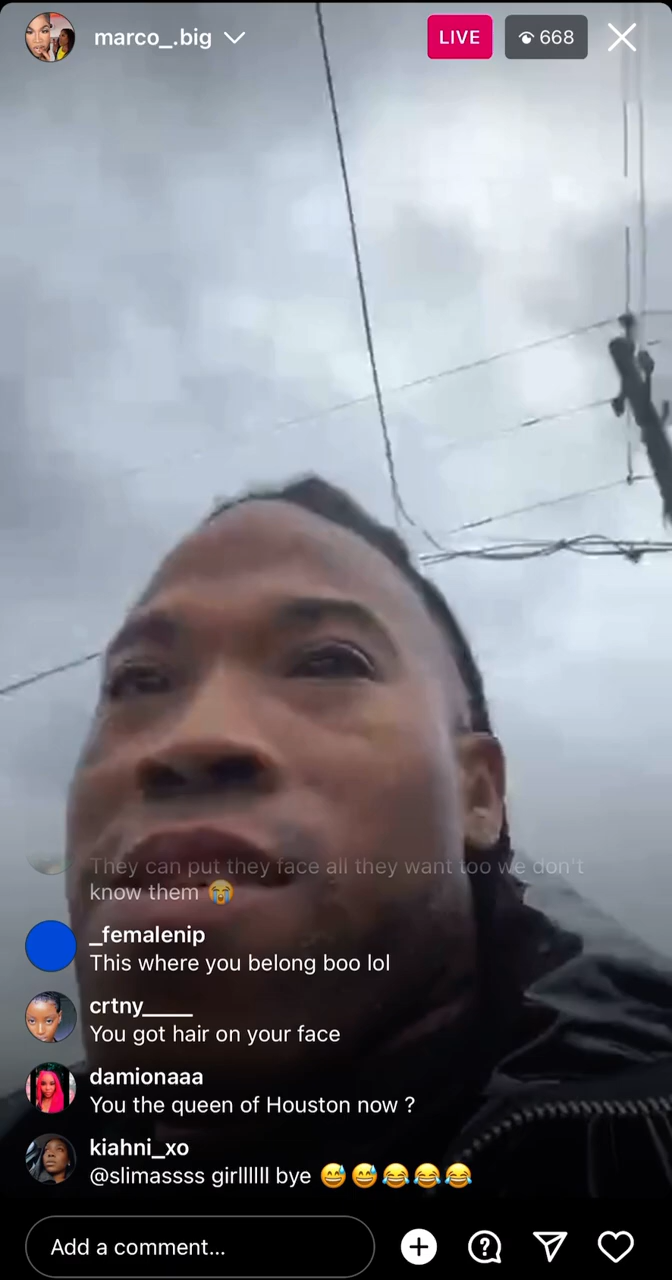 marco_.big
LIVE
668
They can put they face all they want too we don't
know them 😭
_femalenip
This where you belong boo lol
crtny_____
You got hair on your face
damionaaa
You the queen of Houston now ?
kiahni_xo
@slimassss girllllll bye 😅😅😂😂😂
Add a comment...